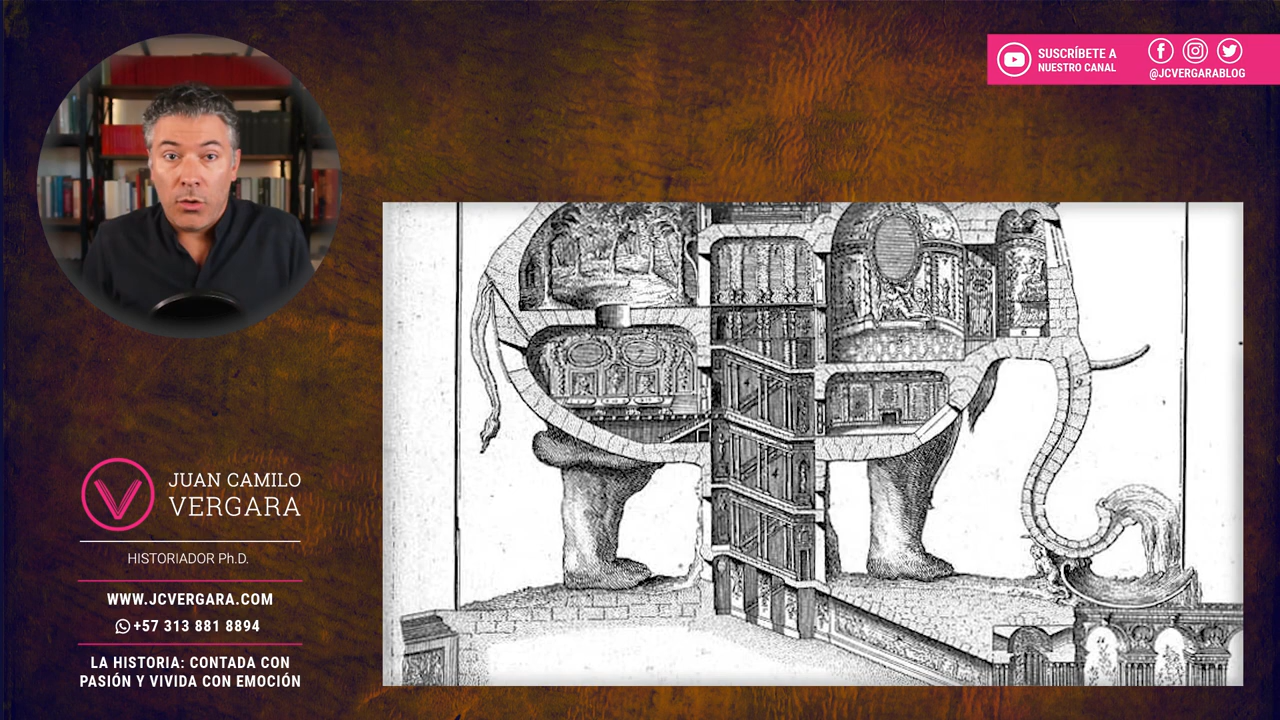 SUSCRÍBETE A
NUESTRO CANAL
@JCVERGARABLOG
JUAN CAMILO
VERGARA
HISTORIADOR Ph.D.
WWW.JCVERGARA.COM
+57 313 881 8894
LA HISTORIA: CONTADA CON
PASIÓN Y VIVIDA CON EMOCIÓN